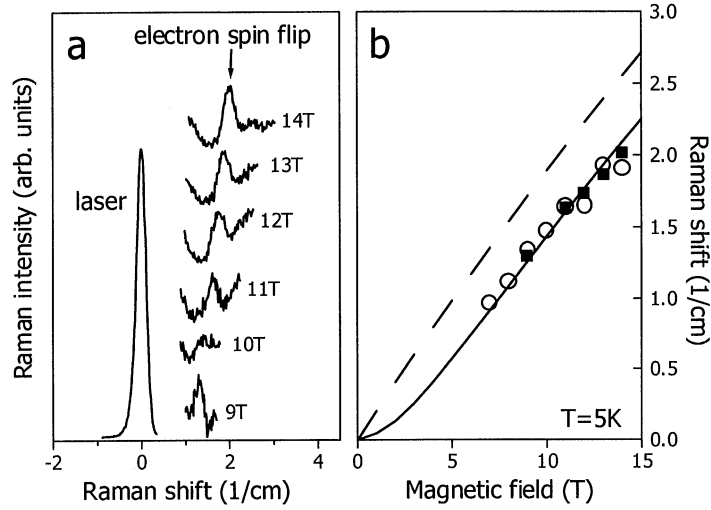 a
electron spin flip
14T
13T
laser
12T
11T
10T
9T
Raman intensity (arb. units)
-2
0
2
4
Raman shift (1/cm)
b
3.0
2.5
2.0
1.5
1.0
0.5
0.0
Raman shift (1/cm)
T=5K
0
5
10
15
Magnetic field (T)